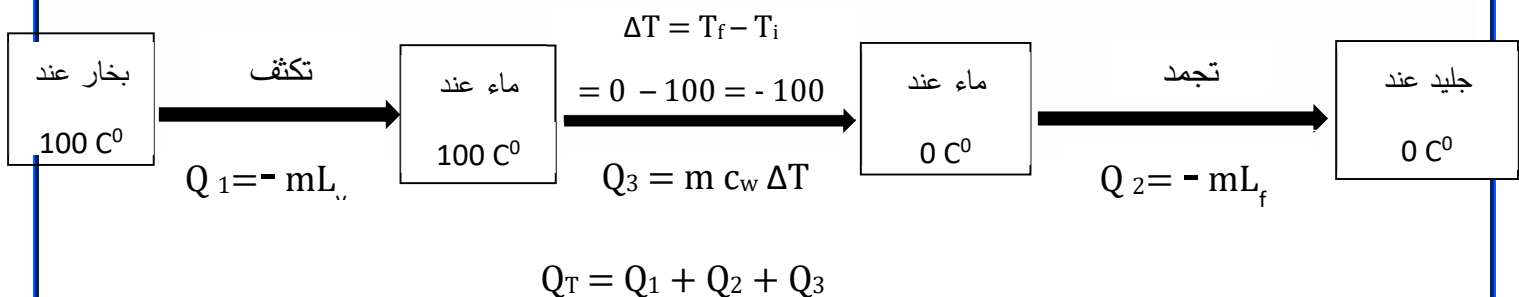 بخار عند
100 C⁰
تكثف
Q 1=- mLᵥ
ماء عند
100 C⁰
ΔT = Tf – Ti
= 0 – 100 = - 100
Q3 = m cw ΔT
ماء عند
0 C⁰
تجمد
Q 2= - mLf
جليد عند
0 C⁰
QT = Q1 + Q2 + Q3